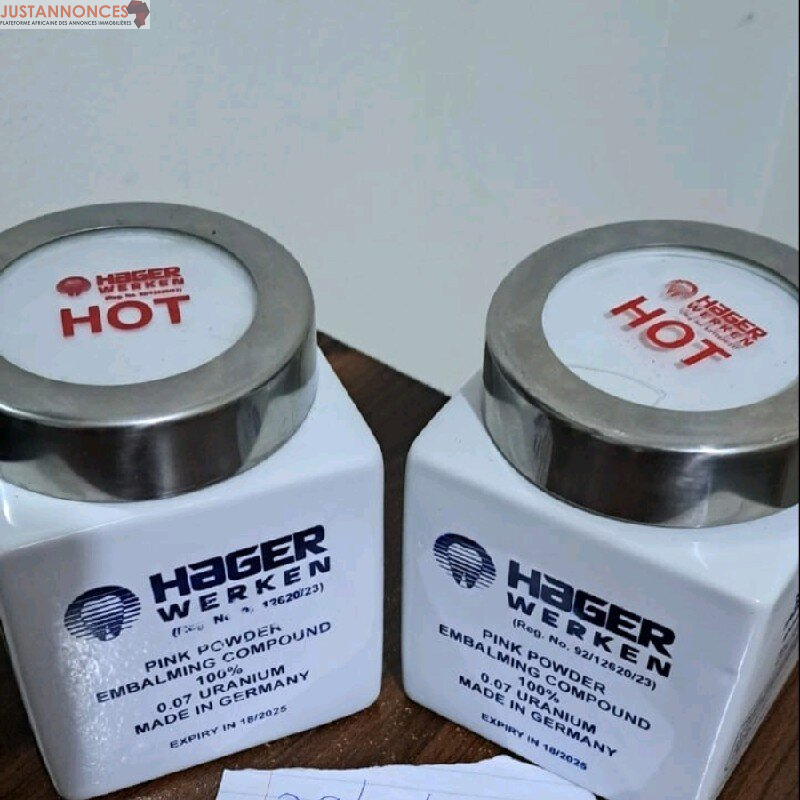 JUSTANNONCES
PLATEFORME AFRICAINE DES ANNONCES IMMOBILIÈRES
HAGER
WERKEN
HOT
HAGER
WERKEN
HOT
HAGER
WERKEN
12620/23)
PINK POWDER
EMBALMING COMPOUND
100%
0.07 URANIUM
MADE IN GERMANY
EXPIRY IN 18/2025
HAGER
WERKEN
(Reg. No. 92/12620/23)
PINK POWDER
EMBALMING COMPOUND
100%
0.07 URANIUM
MADE IN GERMANY
EXPIRY IN 18/2025